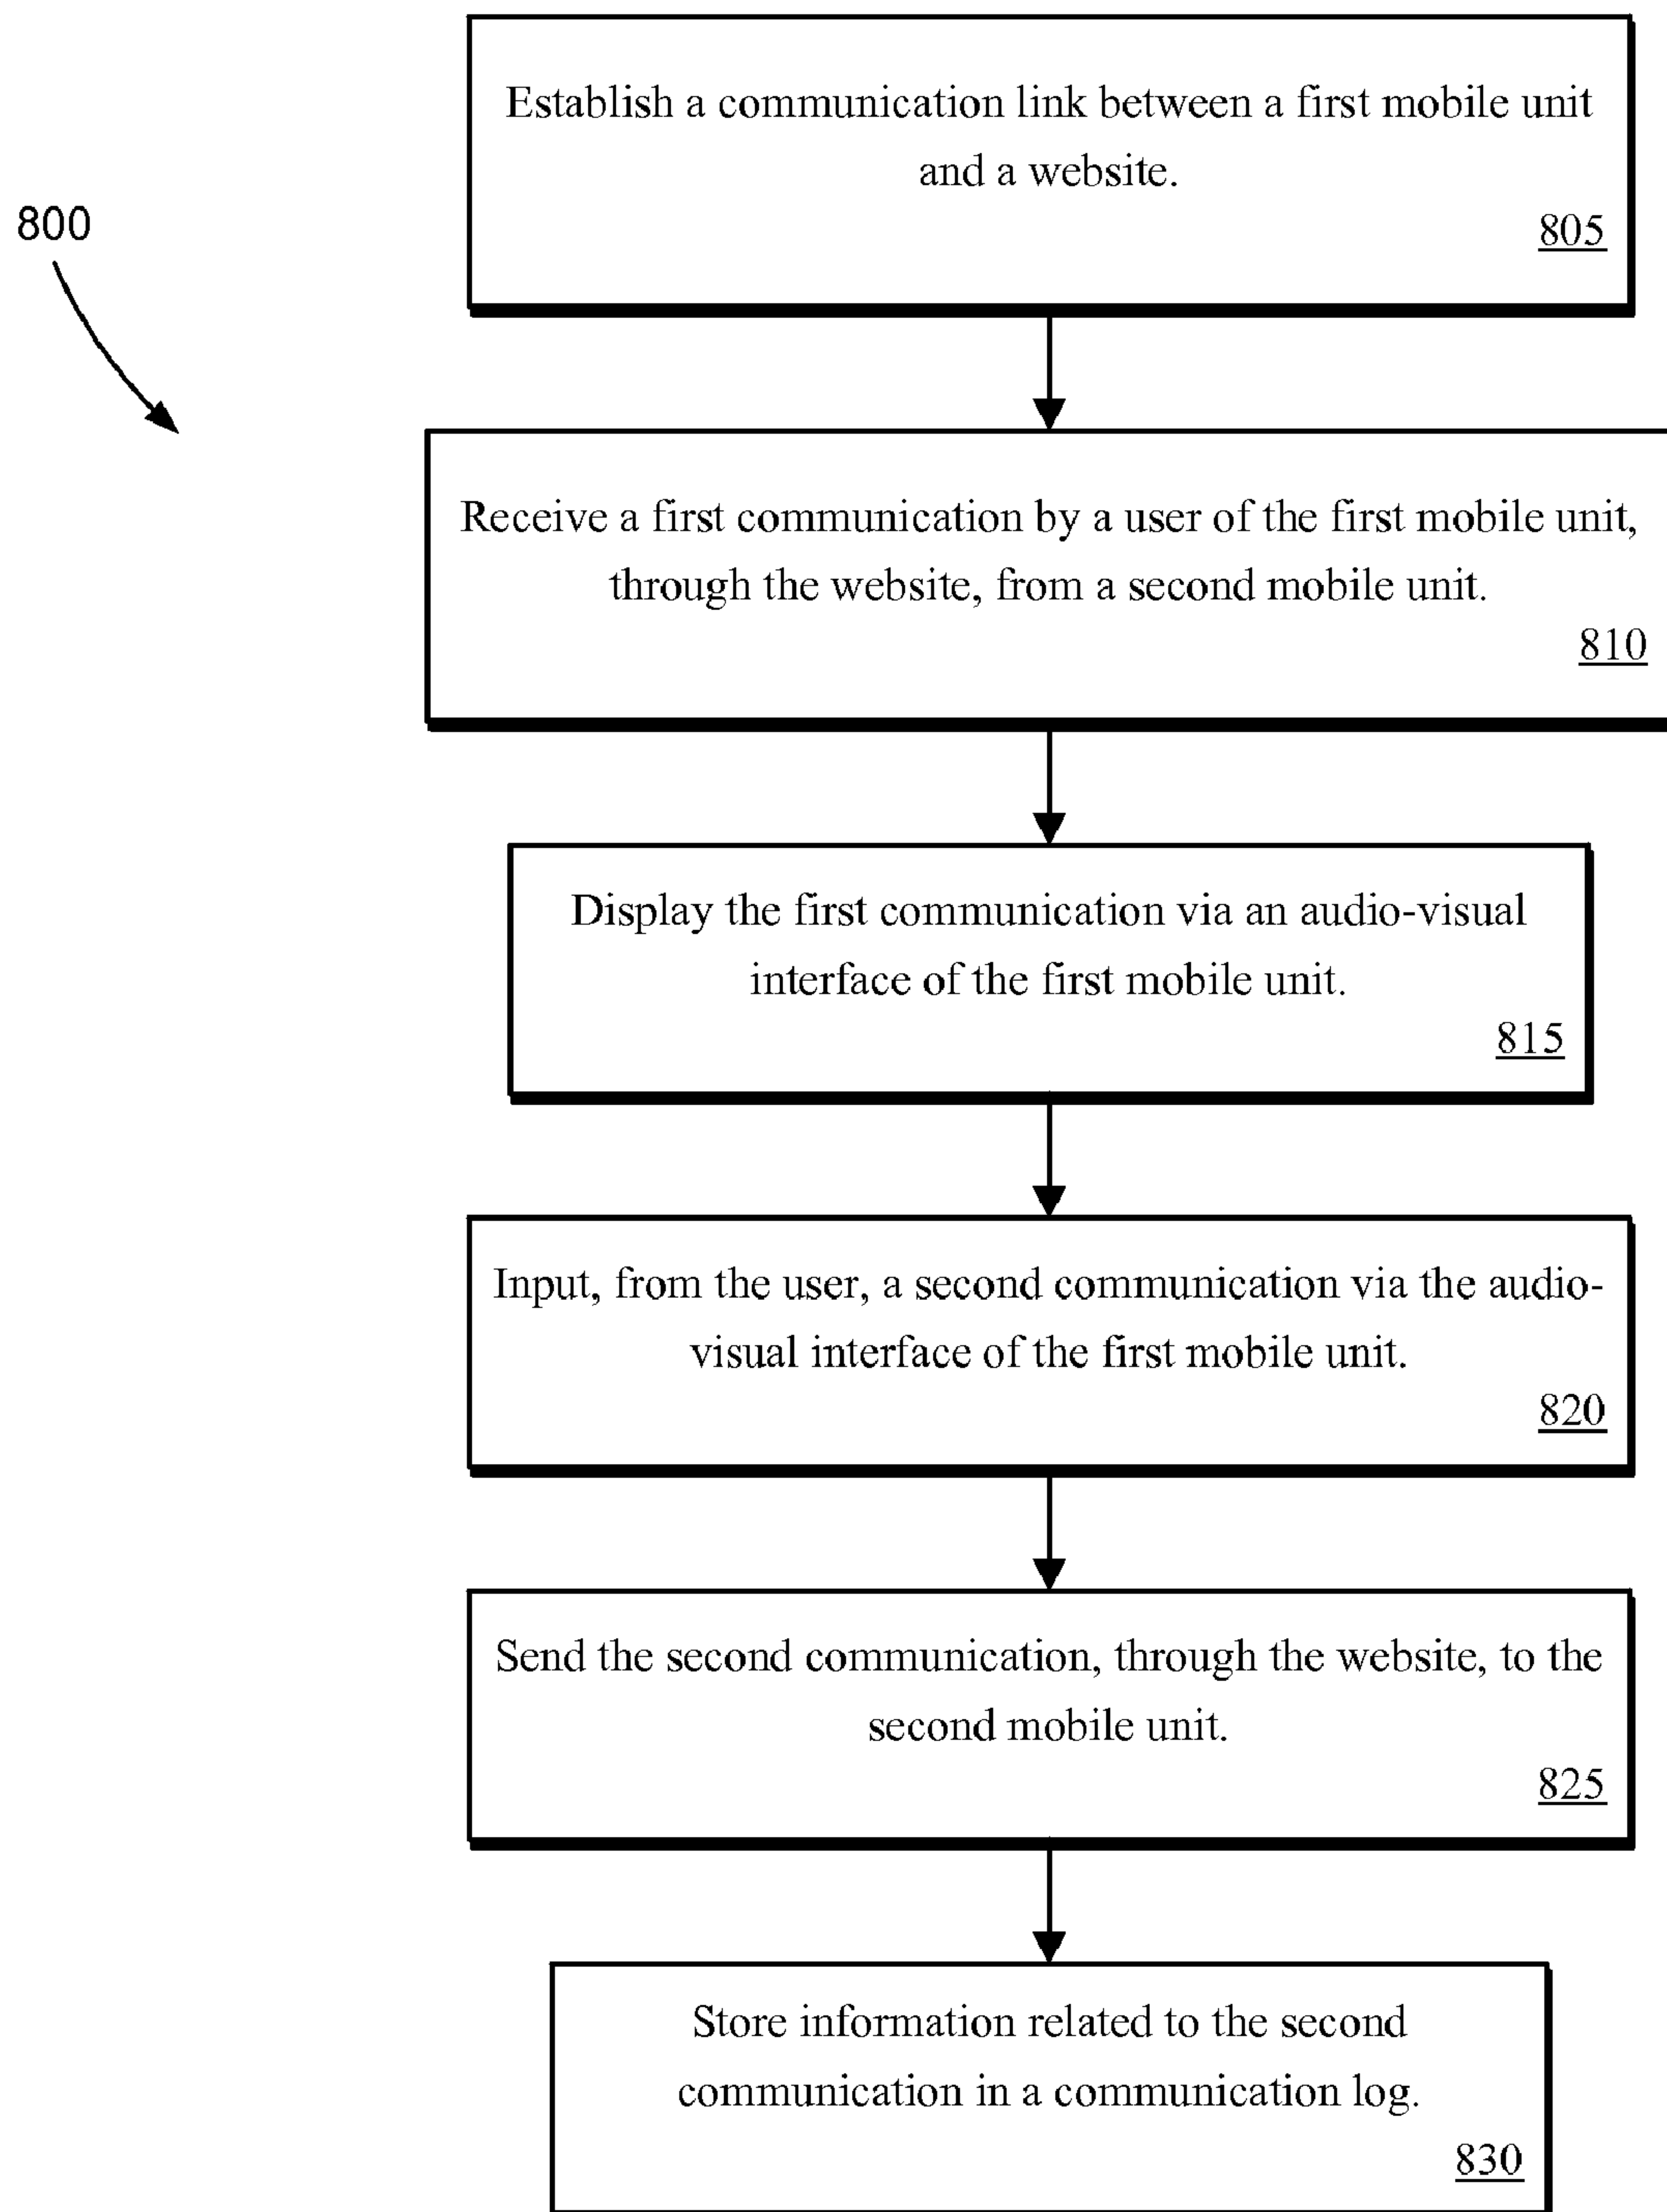 Establish a communication link between a first mobile unit
and a website.
805
800
Receive a first communication by a user of the first mobile unit,
through the website, from a second mobile unit.
810
Display the first communication via an audio-visual
interface of the first mobile unit.
815
Input, from the user, a second communication via the audio-
visual interface of the first mobile unit.
820
Send the second communication, through the website, to the
second mobile unit.
825
Store information related to the second
communication in a communication log.
830